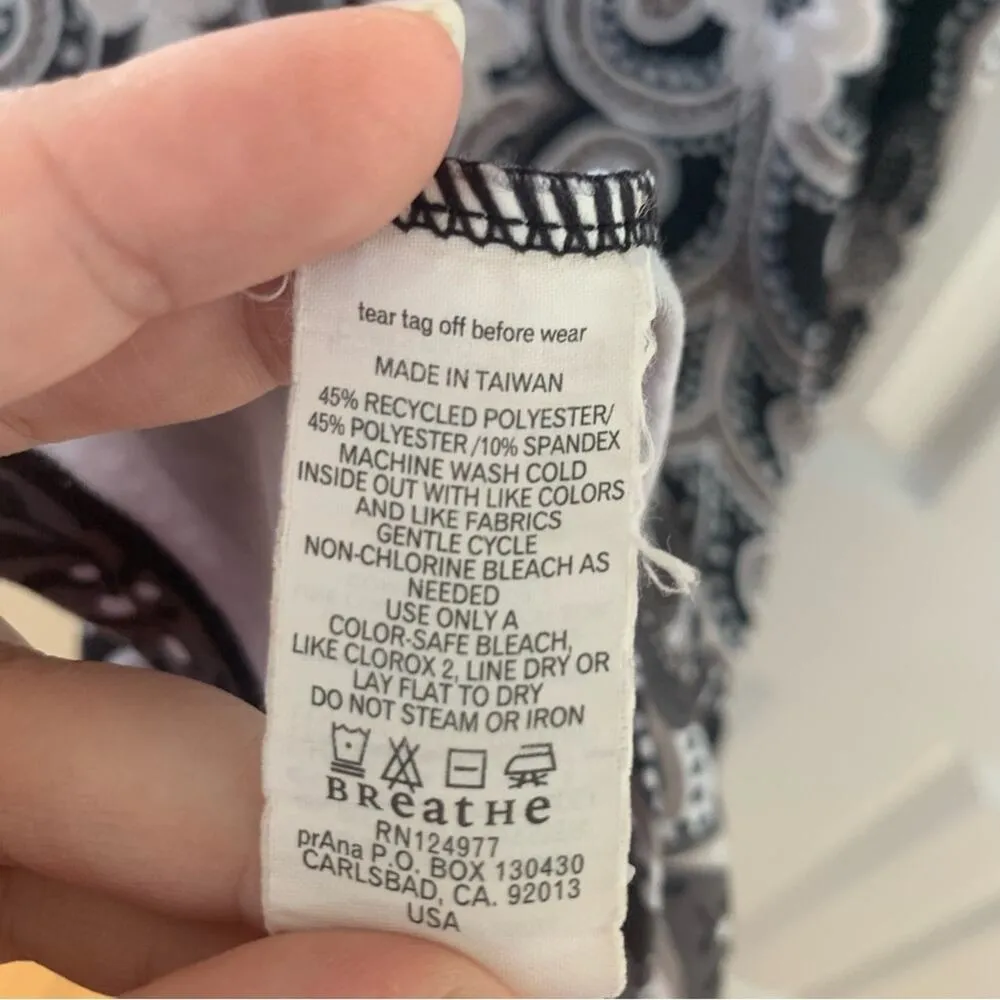 tear tag off before wear
MADE IN TAIWAN
45% RECYCLED POLYESTER/
45% POLYESTER /10% SPANDEX
MACHINE WASH COLD
INSIDE OUT WITH LIKE COLORS
AND LIKE FABRICS
GENTLE CYCLE
NON-CHLORINE BLEACH AS
NEEDED
USE ONLY A
COLOR-SAFE BLEACH,
LIKE CLOROX 2, LINE DRY OR
LAY FLAT TO DRY
DO NOT STEAM OR IRON
BReatHe
RN124977
prAna P.O. BOX 130430
CARLSBAD, CA. 92013
USA